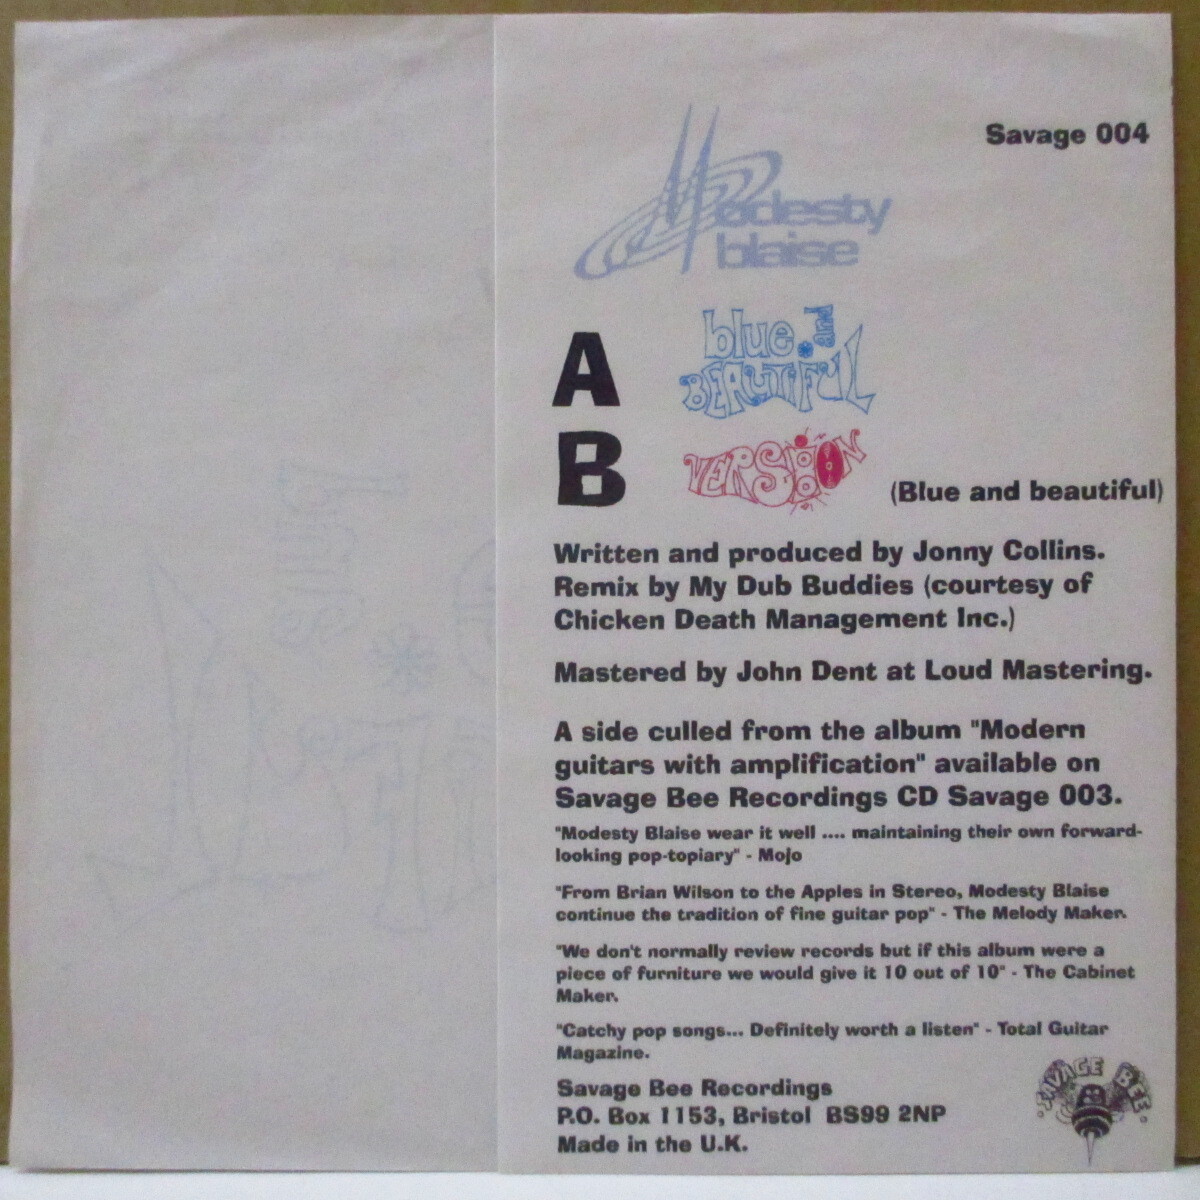 Savage 004
Modesty
blaise
A
blue and
BEAUTiFUL
B
VERSION
(Blue and beautiful)
Written and produced by Jonny Collins.
Remix by My Dub Buddies (courtesy of
Chicken Death Management Inc.)
Mastered by John Dent at Loud Mastering.
A side culled from the album "Modern
guitars with amplification" available on
Savage Bee Recordings CD Savage 003.
"Modesty Blaise wear it well .... maintaining their own forward-
looking pop-topiary" - Mojo
"From Brian Wilson to the Apples in Stereo, Modesty Blaise
continue the tradition of fine guitar pop" - The Melody Maker.
"We don't normally review records but if this album were a
piece of furniture we would give it 10 out of 10" - The Cabinet
Maker.
"Catchy pop songs... Definitely worth a listen" - Total Guitar
Magazine.
Savage Bee Recordings
P.O. Box 1153, Bristol BS99 2NP
Made in the U.K.
SAVAGE BEE